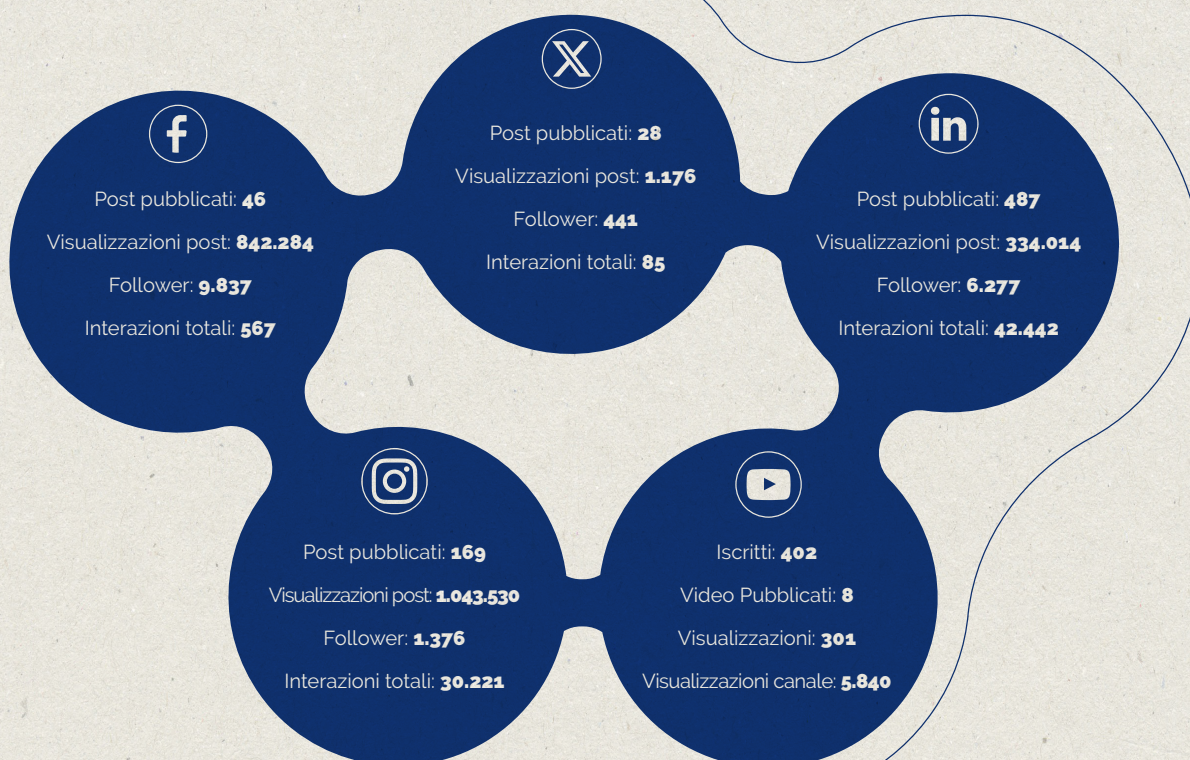 Post pubblicati: 46
Visualizzazioni post: 842.284
Follower: 9.837
Interazioni totali: 567
Post pubblicati: 28
Visualizzazioni post: 1.176
Follower: 441
Interazioni totali: 85
Post pubblicati: 487
Visualizzazioni post: 334.014
Follower: 6.277
Interazioni totali: 42.442
Post pubblicati: 169
Visualizzazioni post: 1.043.530
Follower: 1.376
Interazioni totali: 30.221
Iscritti: 402
Video Pubblicati: 8
Visualizzazioni: 301
Visualizzazioni canale: 5.840